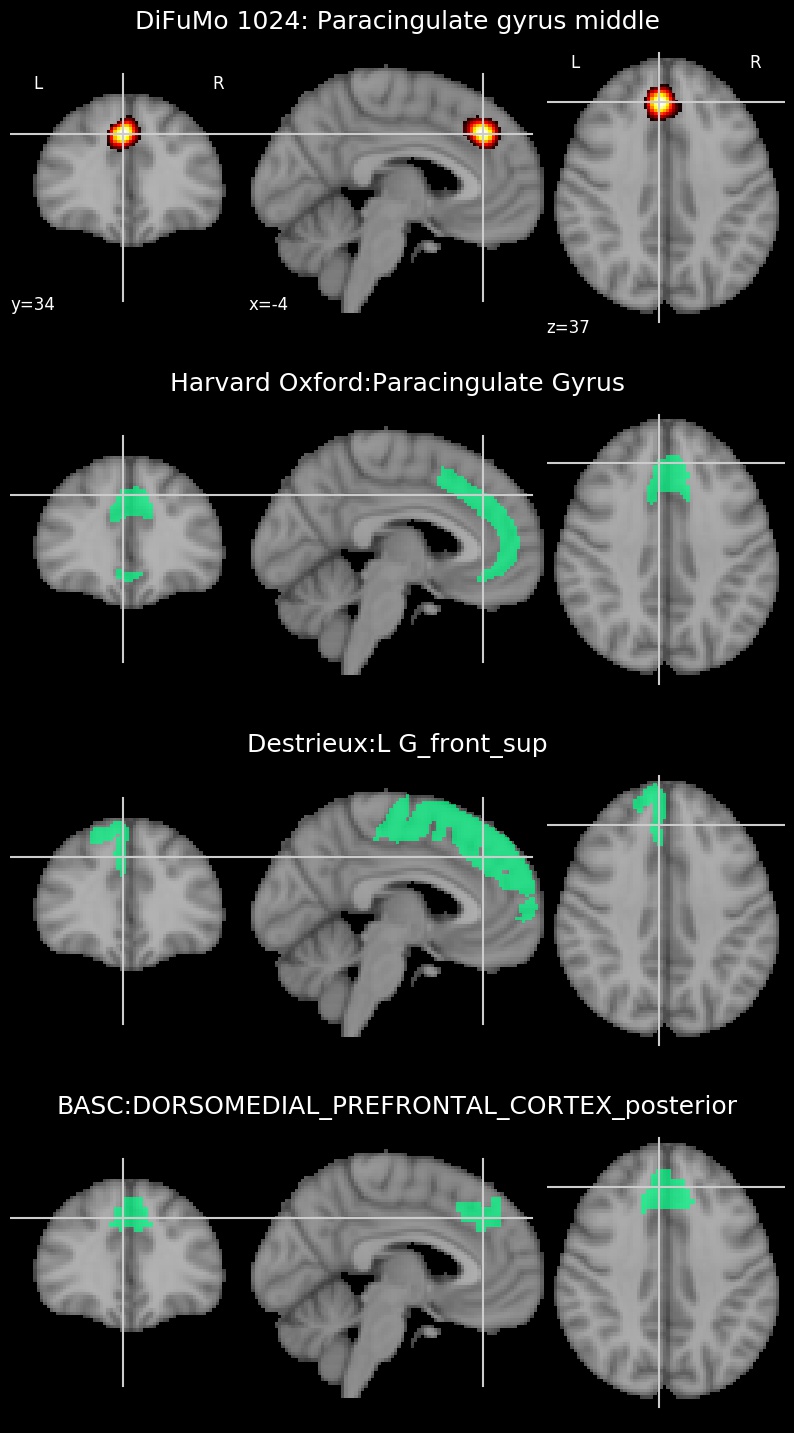 DiFuMo 1024: Paracingulate gyrus middle
L R
L R
y=34
x=-4
z=37
Harvard Oxford:Paracingulate Gyrus
Destrieux:L G_front_sup
BASC:DORSOMEDIAL_PREFRONTAL_CORTEX_posterior